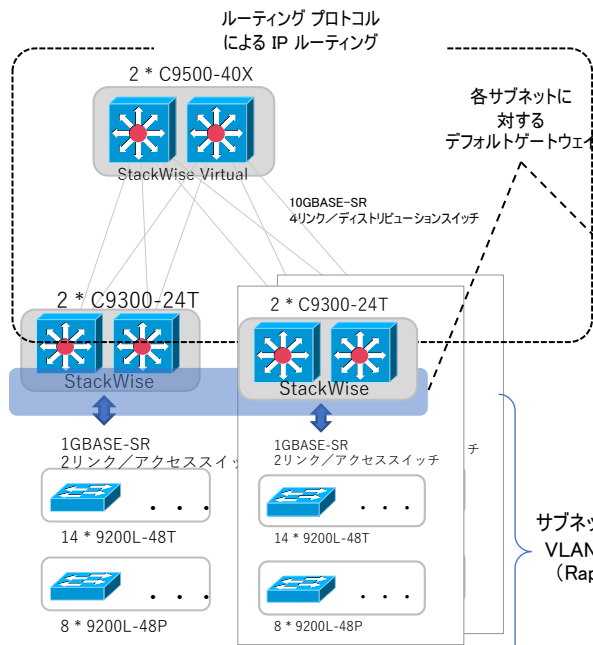 ルーティング プロトコル
による IP ルーティング
2 * C9500-40X
StackWise Virtual
各サブネットに
対する
デフォルトゲートウェイ
10GBASE-SR
4リンク／ディストリビューションスイッチ
2 * C9300-24T
StackWise
1GBASE-SR
2リンク／アクセススイッ
14 * 9200L-48T
8 * 9200L-48P
2 * C9300-24T
StackWise
1GBASE-SR
2リンク／アクセススイッチ
14 * 9200L-48T
8 * 9200L-48P
チ
サブネッ
VLAN
（Rap